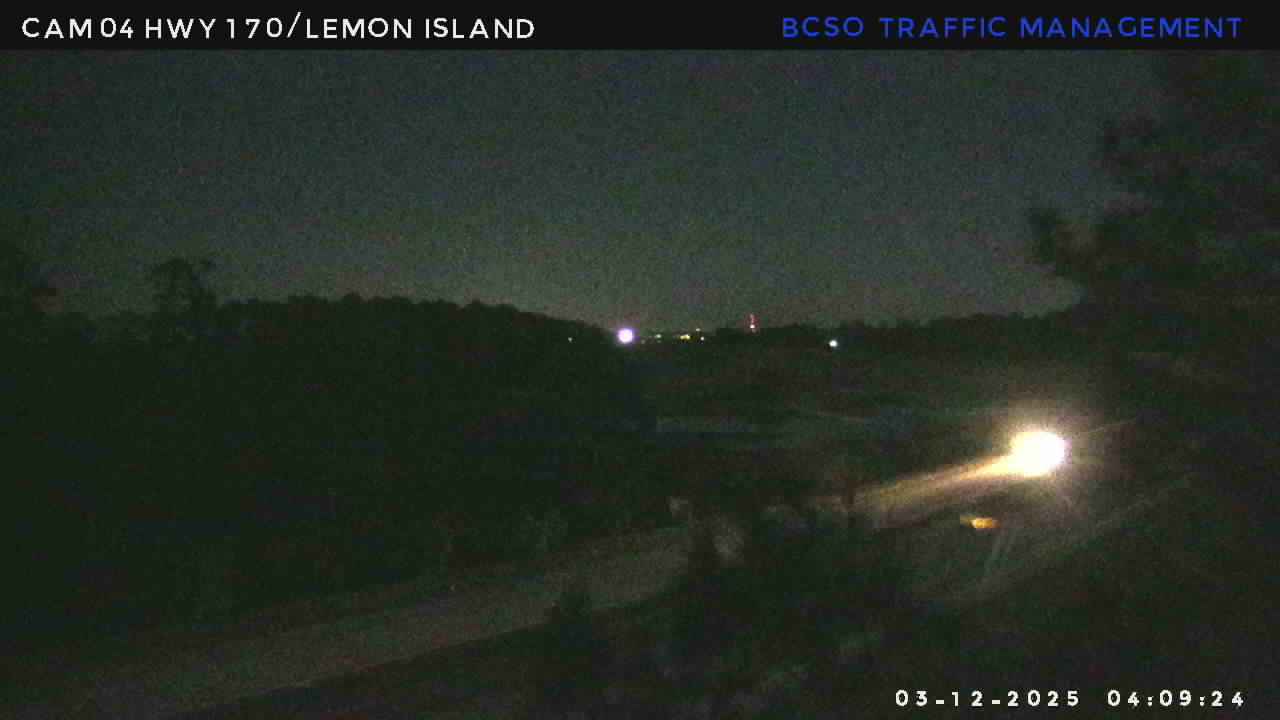 CAM04 HWY 170/LEMON ISLAND
BCSO TRAFFIC MANAGEMENT
03-12-2025 04:09:24